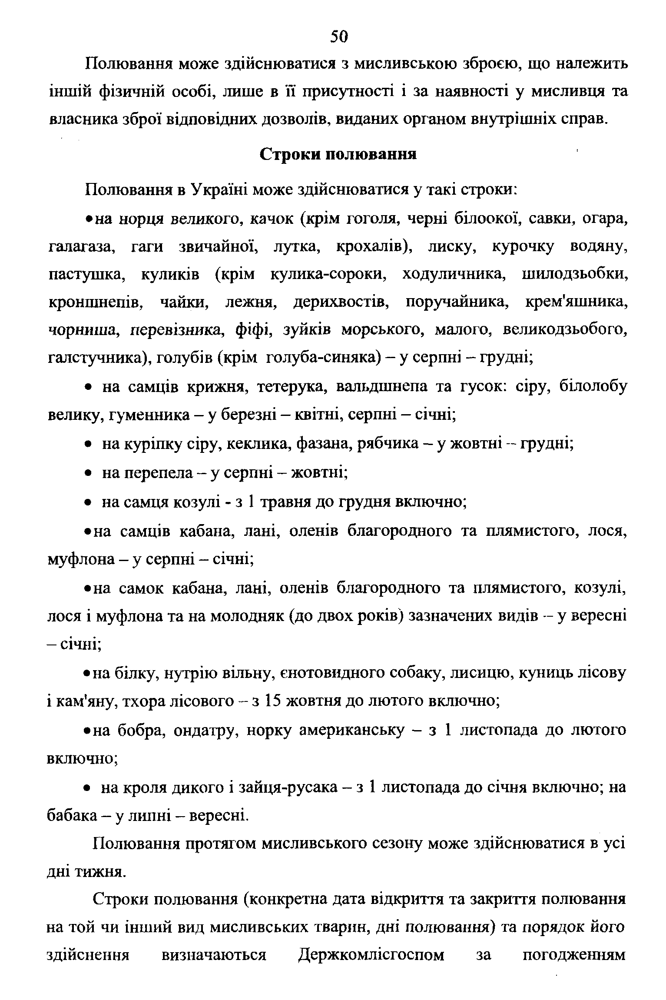 50
Полювання може здійснюватися з мисливською зброєю, що належить
іншій фізичній особі, лише в її присутності і за наявності у мисливця та
власника зброї відповідних дозволів, виданих органом внутрішніх справ.
Строки полювання
Полювання в Україні може здійснюватися у такі строки:
•на норця великого, качок (крім гоголя, черні білоокої, савки, огара,
галагаза, гаги звичайної, лутка, крохалів), лиску, курочку водяну,
пастушка, куликів (крім кулика-сороки, ходуличника, шилодзьобки,
кроншнепів, чайки, лежня, дерихвостів, поручайника, крем'яшника,
чорниша, перевізника, фіфі, зуйків морського, малого, великодзьобого,
галстучника), голубів (крім голуба-синяка) – у серпні – грудні;
• на самців крижня, тетерука, вальдшнепа та гусок: сіру, білолобу
велику, гуменника – у березні – квітні, серпні – січні;
• на куріпку сіру, кеклика, фазана, рябчика – у жовтні – грудні;
• на перепела – у серпні – жовтні;
• на самця козулі - з 1 травня до грудня включно;
•на самців кабана, лані, оленів благородного та плямистого, лося,
муфлона – у серпні – січні;
•на самок кабана, лані, оленів благородного та плямистого, козулі,
лося і муфлона та на молодняк (до двох років) зазначених видів – у вересні
– січні;
•на білку, нутрію вільну, єнотовидного собаку, лисицю, куниць лісову
і кам'яну, тхора лісового – з 15 жовтня до лютого включно;
•на бобра, ондатру, норку американську – з 1 листопада до лютого
включно;
• на кроля дикого і зайця-русака – з 1 листопада до січня включно; на
бабака – у липні – вересні.
Полювання протягом мисливського сезону може здійснюватися в усі
дні тижня.
Строки полювання (конкретна дата відкриття та закриття полювання
на той чи інший вид мисливських тварин, дні полювання) та порядок його
здійснення визначаються Держкомлісгоспом за погодженням